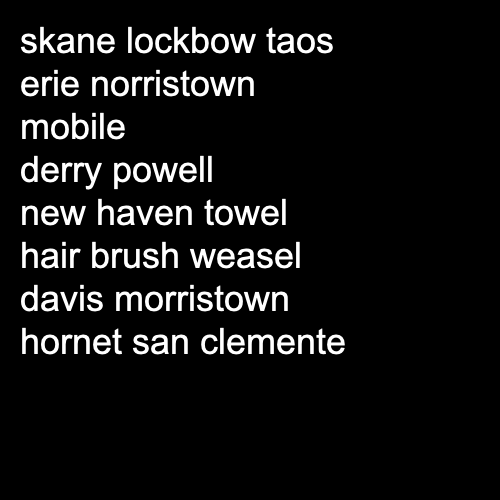 skane lockbow taos
erie norristown
mobile
derry powell
new haven towel
hair brush weasel
davis morristown
hornet san clemente